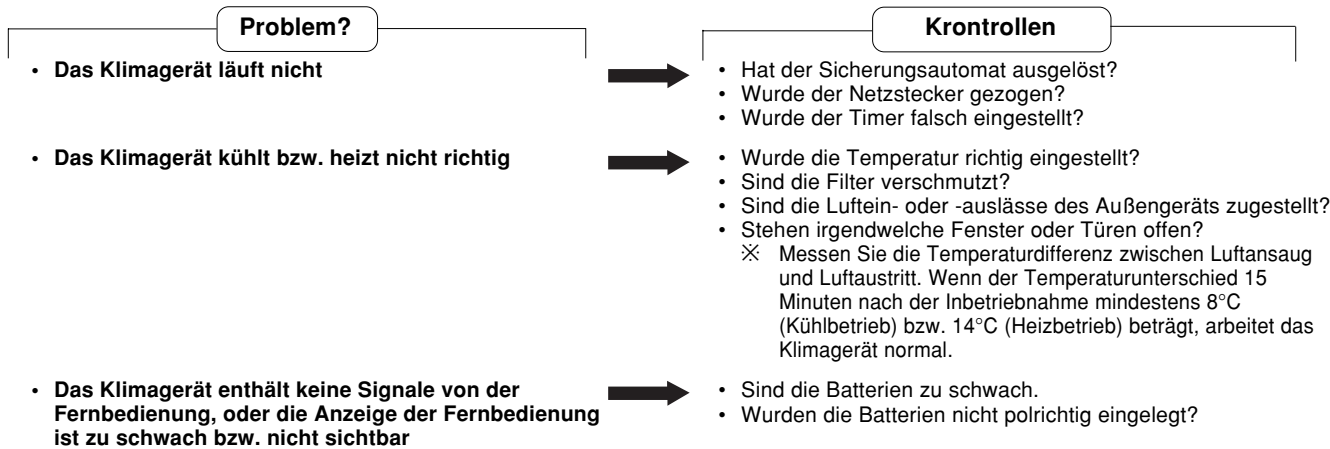 Problem?
Krontrollen
• Das Klimagerät läuft nicht
• Hat der Sicherungsautomat ausgelöst?
• Wurde der Netzstecker gezogen?
• Wurde der Timer falsch eingestellt?
• Das Klimagerät kühlt bzw. heizt nicht richtig
• Wurde die Temperatur richtig eingestellt?
• Sind die Filter verschmutzt?
• Sind die Luftein- oder -auslässe des Außengeräts zugestellt?
• Stehen irgendwelche Fenster oder Türen offen?
※ Messen Sie die Temperaturdifferenz zwischen Luftansaug
und Luftaustritt. Wenn der Temperaturunterschied 15
Minuten nach der Inbetriebnahme mindestens 8°C
(Kühlbetrieb) bzw. 14°C (Heizbetrieb) beträgt, arbeitet das
Klimagerät normal.
• Das Klimagerät enthält keine Signale von der
Fernbedienung, oder die Anzeige der Fernbedienung
ist zu schwach bzw. nicht sichtbar
• Sind die Batterien zu schwach.
• Wurden die Batterien nicht polrichtig eingelegt?